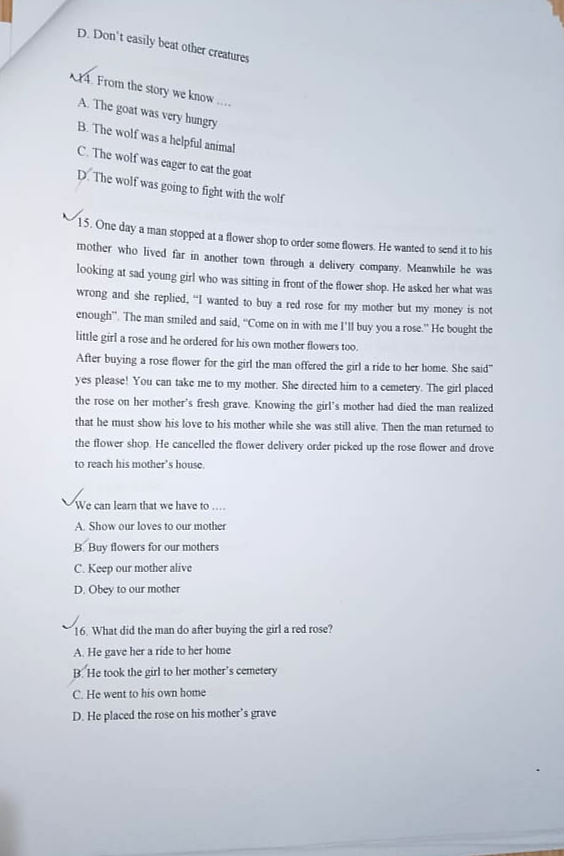 D. Don't easily beat other creatures
14. From the story we know ....
A. The goat was very hungry
B. The wolf was a helpful animal
C. The wolf was eager to eat the goat
D. The wolf was going to fight with the wolf
15. One day a man stopped at a flower shop to order some flowers. He wanted to send it to his
mother who lived far in another town through a delivery company. Meanwhile he was
looking at sad young girl who was sitting in front of the flower shop. He asked her what was
wrong and she replied, "I wanted to buy a red rose for my mother but my money is not
enough". The man smiled and said, "Come on in with me I'll buy you a rose." He bought the
little girl a rose and he ordered for his own mother flowers too.
After buying a rose flower for the girl the man offered the girl a ride to her home. She said"
yes please! You can take me to my mother. She directed him to a cemetery. The girl placed
the rose on her mother's fresh grave. Knowing the girl's mother had died the man realized
that he must show his love to his mother while she was still alive. Then the man returned to
the flower shop. He cancelled the flower delivery order picked up the rose flower and drove
to reach his mother's house.
We can learn that we have to ....
A. Show our loves to our mother
B. Buy flowers for our mothers
C. Keep our mother alive
D. Obey to our mother
16. What did the man do after buying the girl a red rose?
A. He gave her a ride to her home
B. He took the girl to her mother's cemetery
C. He went to his own home
D. He placed the rose on his mother's grave